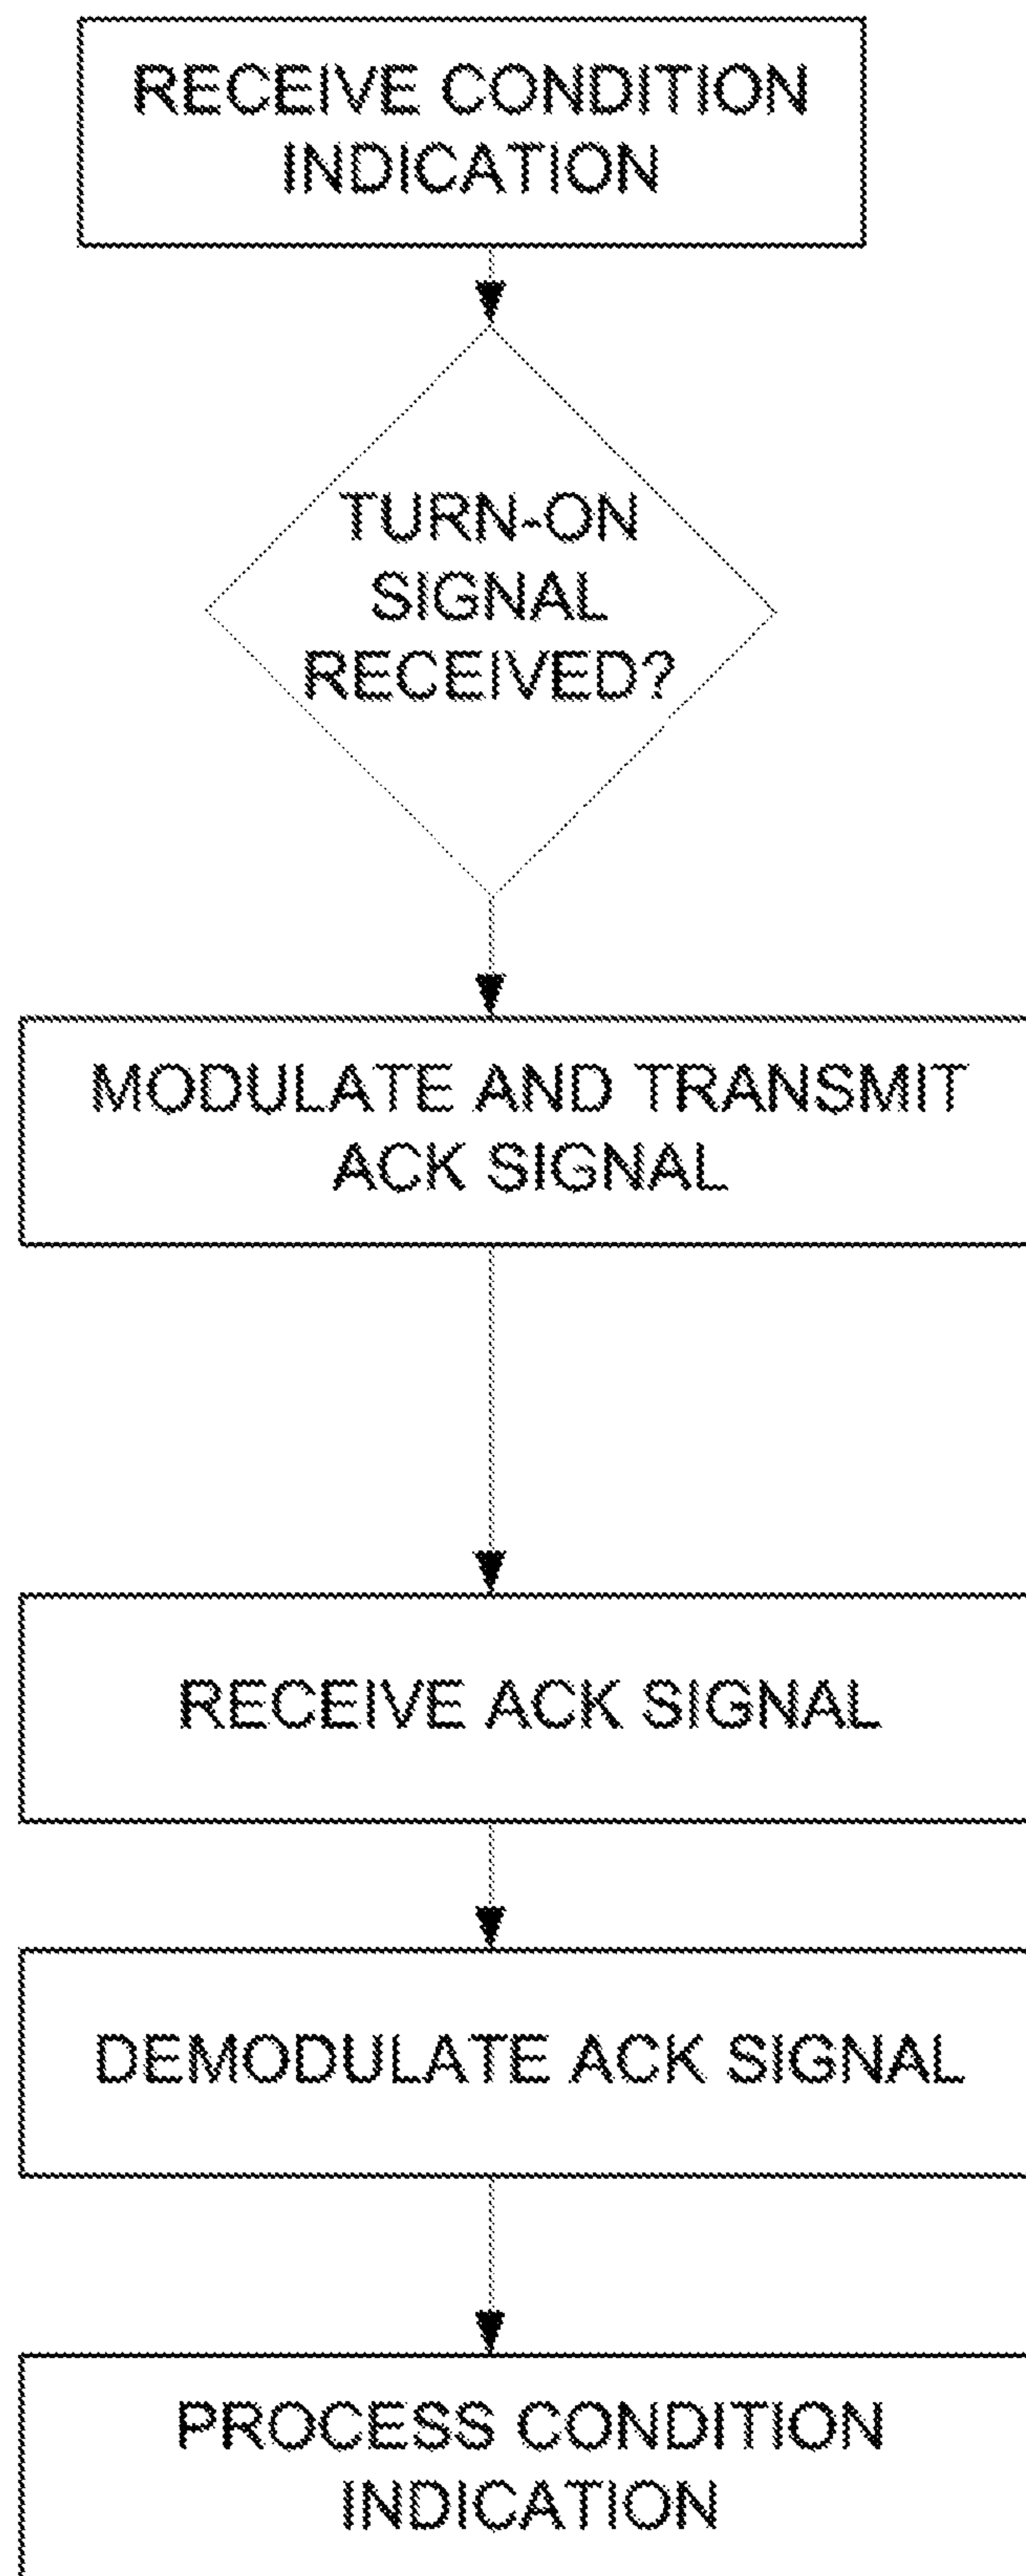 RECEIVE CONDITION
INDICATION
TURN-ON
SIGNAL
RECEIVED?
MODULATE AND TRANSMIT
ACK SIGNAL
RECEIVE ACK SIGNAL
DEMODULATE ACK SIGNAL
PROCESS CONDITION
INDICATION